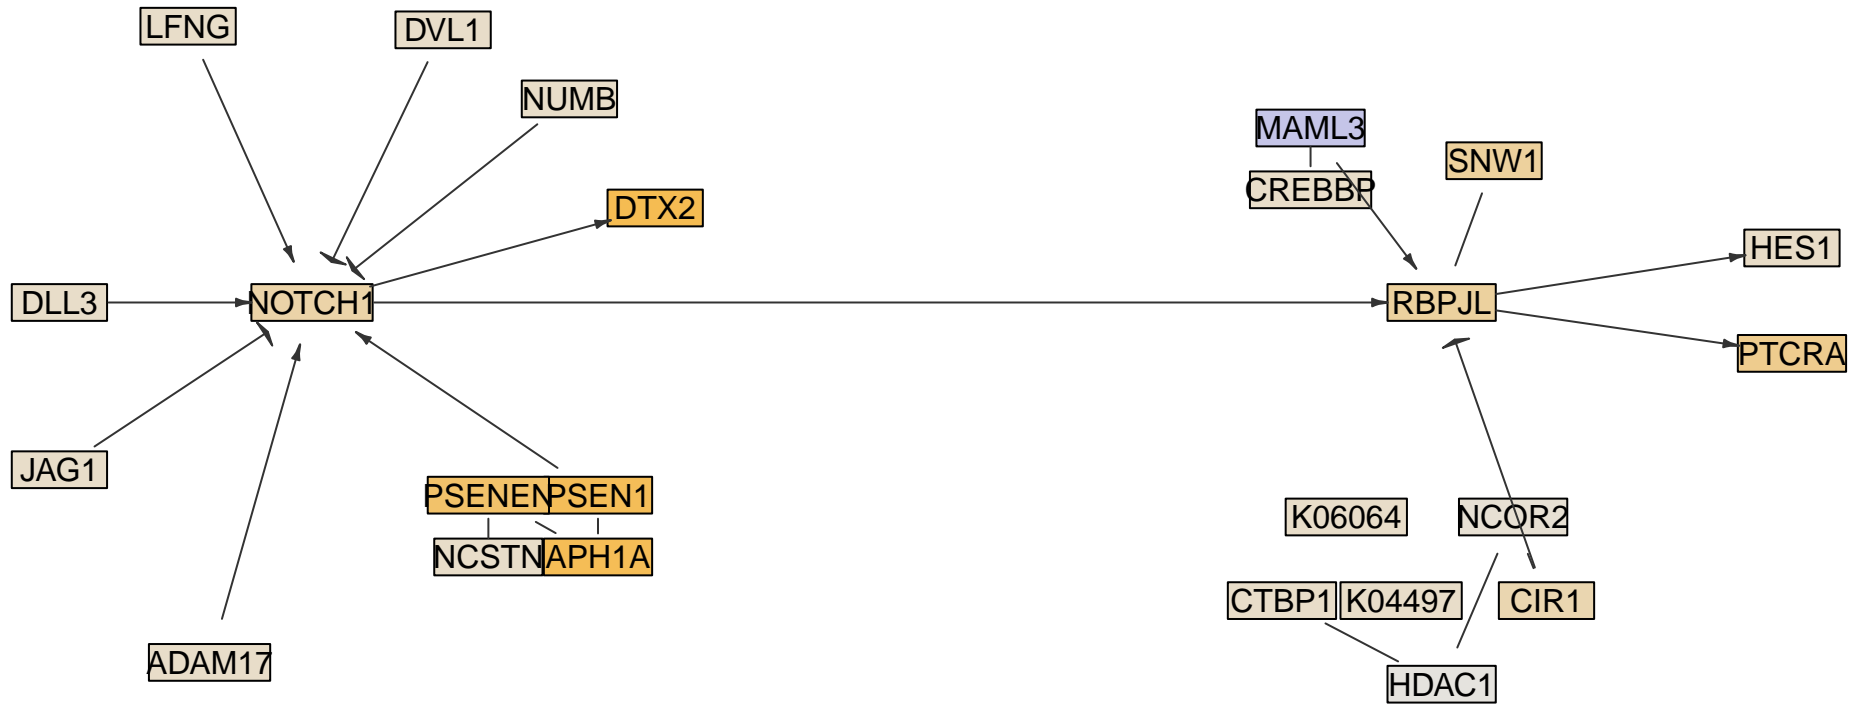 LFNG
DVL1
NUMB
MAML3
SNW1
CREBBP
DTX2
HES1
DLL3
NOTCH1
RBPJL
PTCRA
JAG1
PSENEN
PSEN1
K06064
NCOR2
NCSTN
APH1A
CTBP1
K04497
CIR1
ADAM17
HDAC1